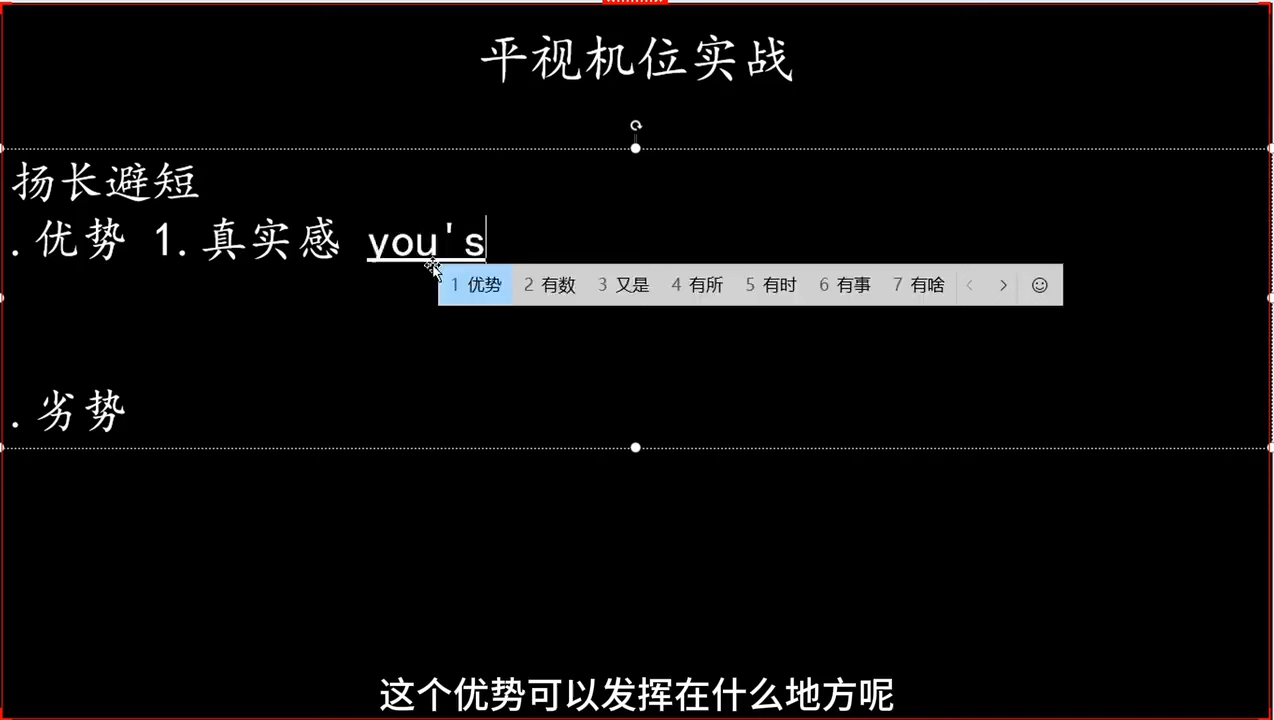 平视机位实战
扬长避短
.优势 1.真实感 you's
1 优势 2 有数 3 又是 4 有所 5 有时 6 有事 7 有啥
.劣势
这个优势可以发挥在什么地方呢